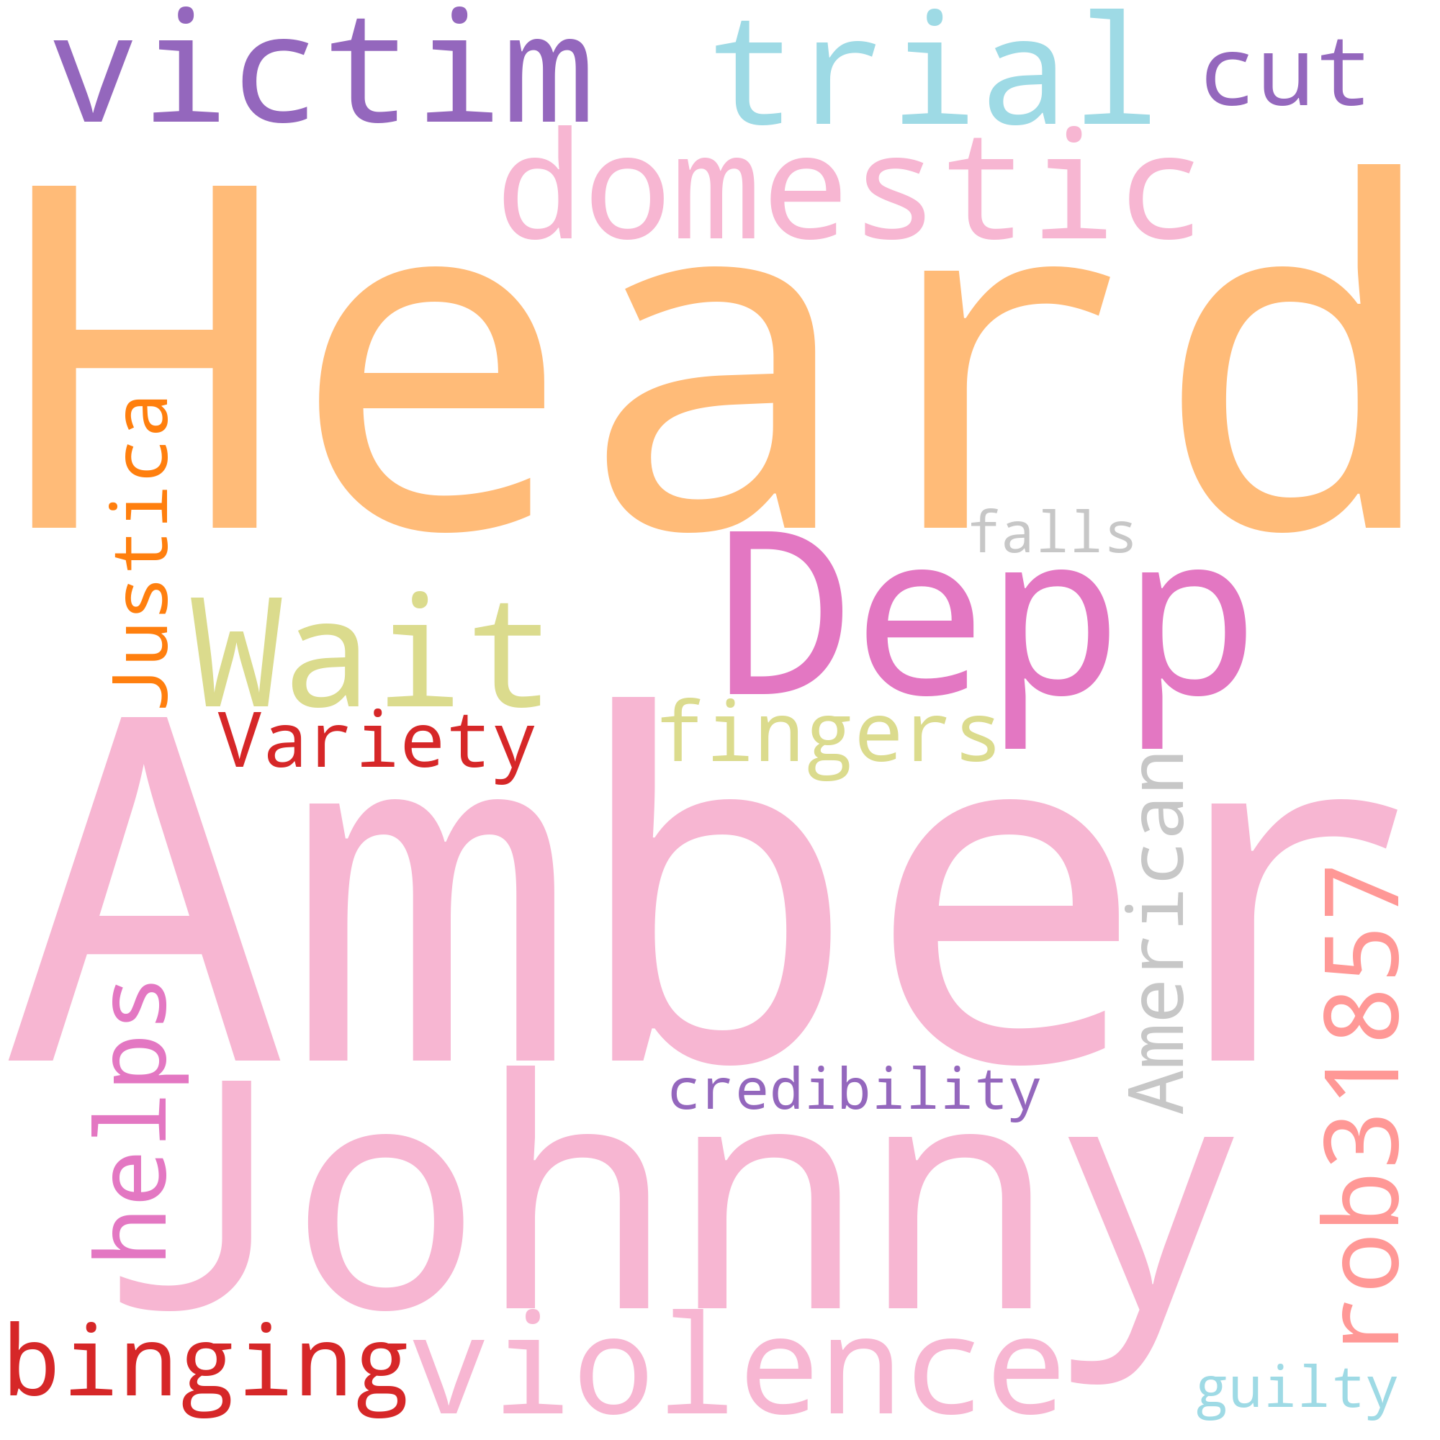 victim trial cut
domestic
Heard
Justica
falls
Depp
Wait
Variety fingers
Amber
American
rob31857
helps
credibility
Johnny
binging violence
guilty